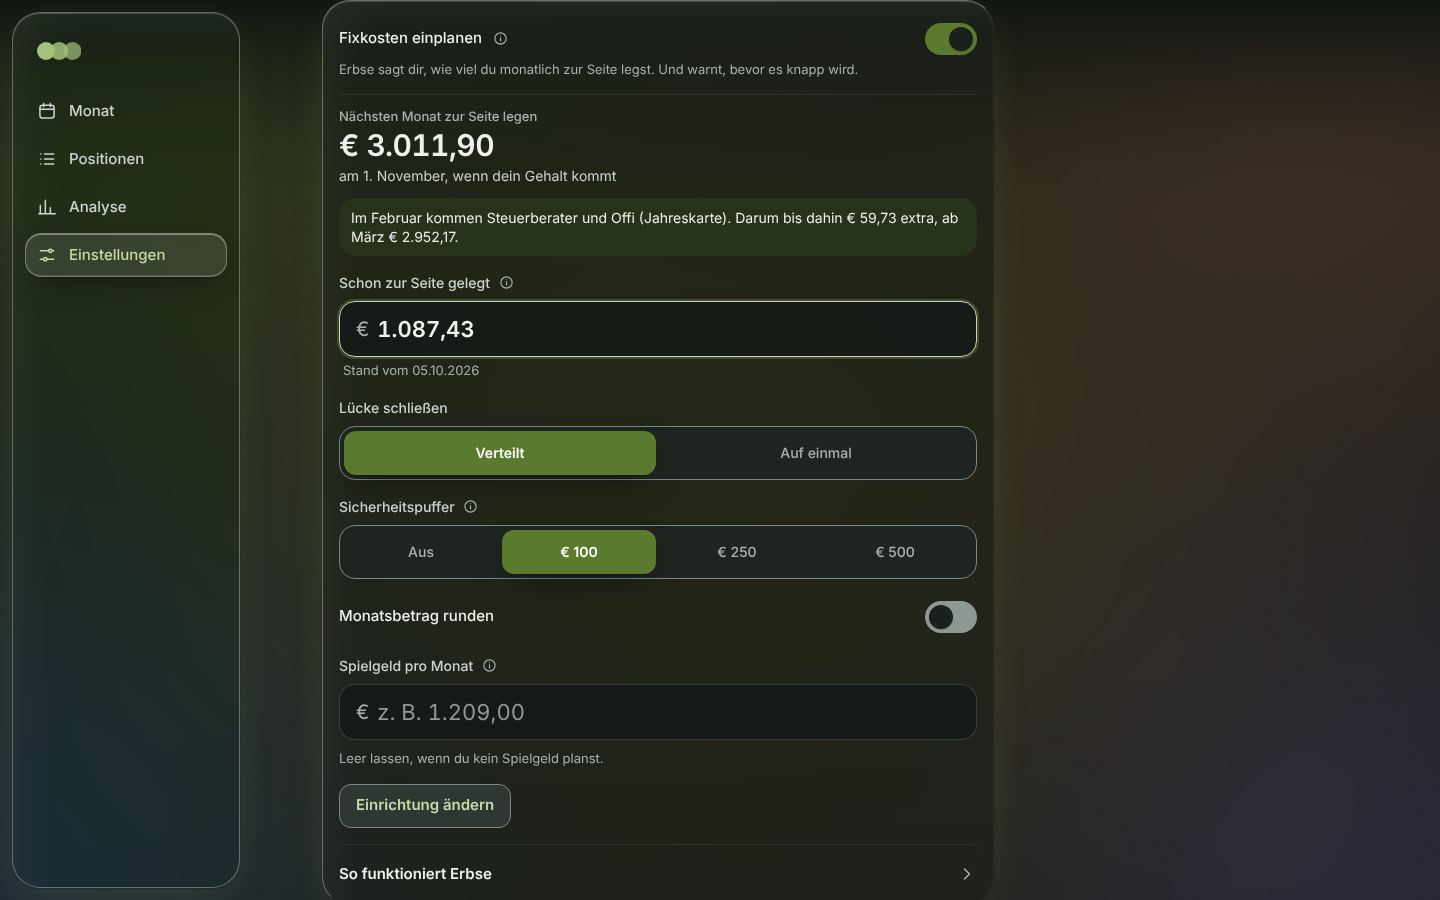 Monat
Positionen
Analyse
Einstellungen
Fixkosten einplanen
Erbse sagt dir, wie viel du monatlich zur Seite legst. Und warnt, bevor es knapp wird.
Nächsten Monat zur Seite legen
€ 3.011,90
am 1. November, wenn dein Gehalt kommt
Im Februar kommen Steuerberater und Offi (Jahreskarte). Darum bis dahin € 59,73 extra, ab
März € 2.952,17.
Schon zur Seite gelegt
€ 1.087,43
Stand vom 05.10.2026
Lücke schließen
Verteilt Auf einmal
Sicherheitspuffer
Aus € 100 € 250 € 500
Monatsbetrag runden
Spielgeld pro Monat
€ z. B. 1.209,00
Leer lassen, wenn du kein Spielgeld planst.
Einrichtung ändern
So funktioniert Erbse